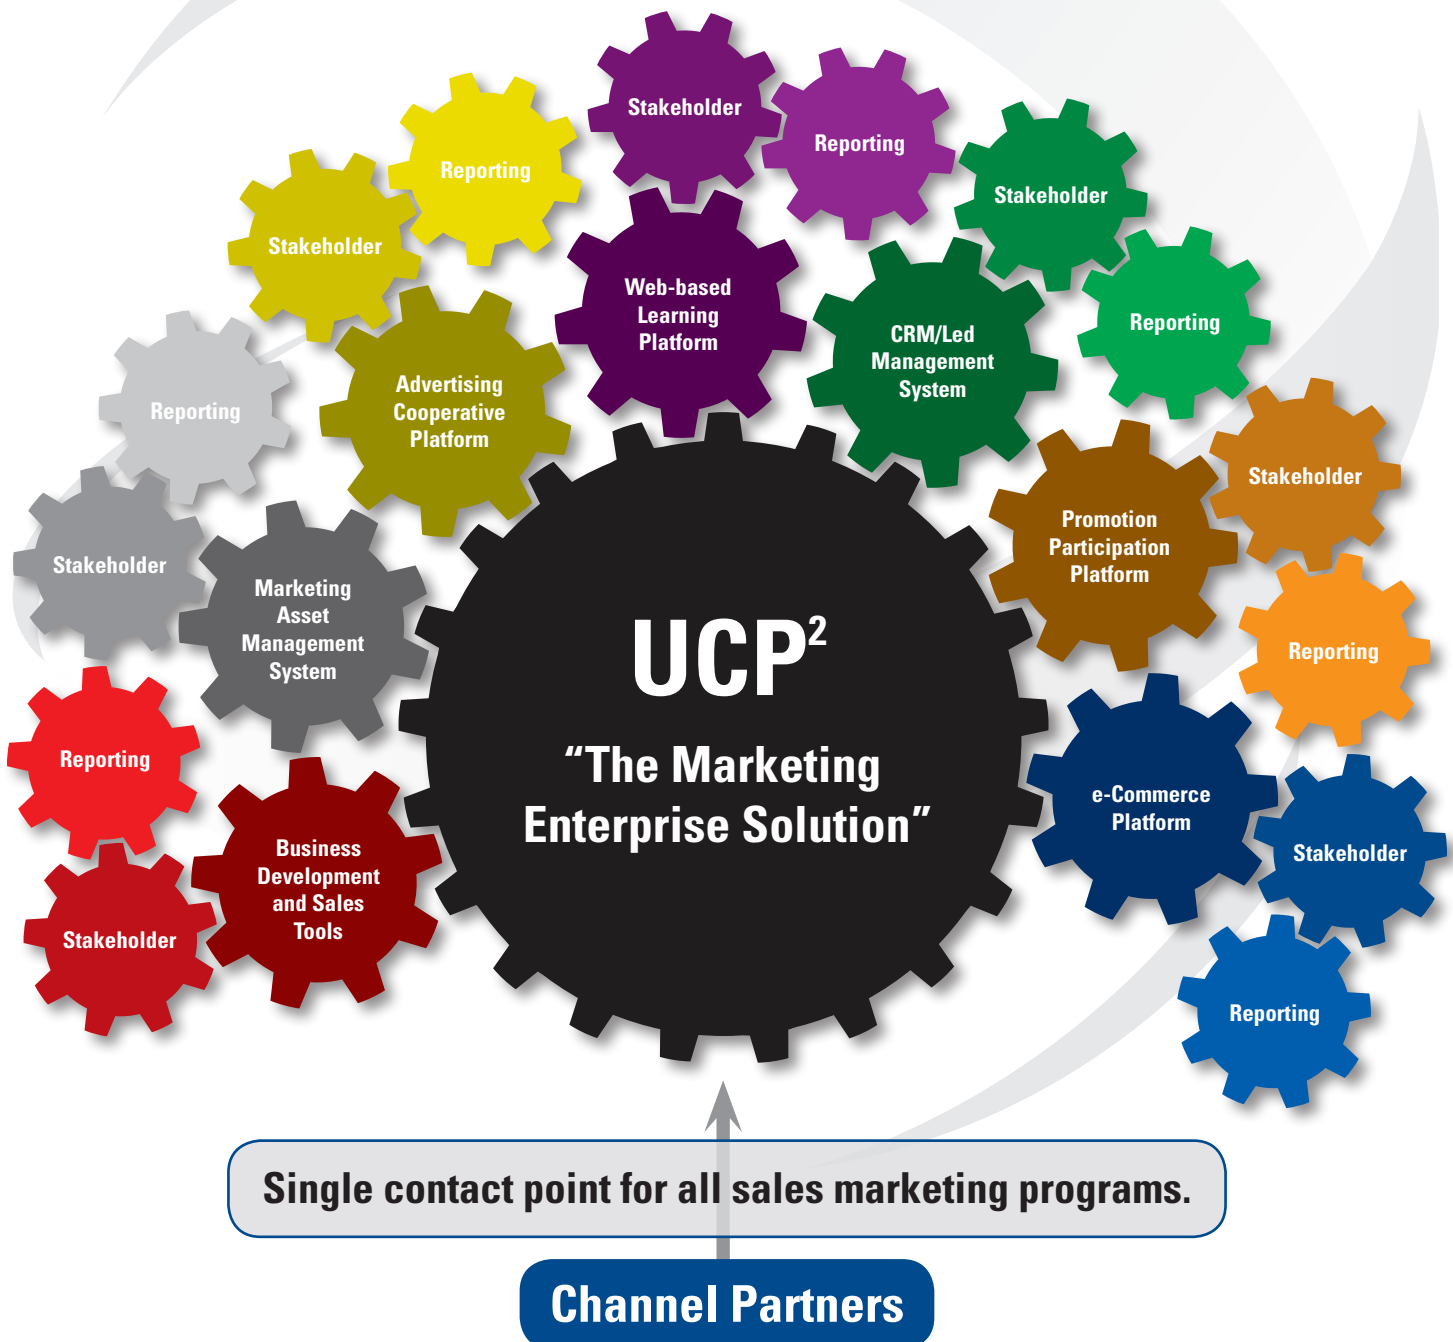 Stakeholder
Reporting
Reporting
Stakeholder
Stakeholder
Reporting
Web-based
Learning
Platform
CRM/Led
Management
System
Advertising
Cooperative
Platform
Reporting
Stakeholder
Reporting
Promotion
Participation
Platform
Stakeholder
Marketing
Asset
Management
System
UCP²
“The Marketing
Enterprise Solution”
Reporting
Stakeholder
Business
Development
and Sales
Tools
e-Commerce
Platform
Stakeholder
Reporting
Single contact point for all sales marketing programs.
Channel Partners